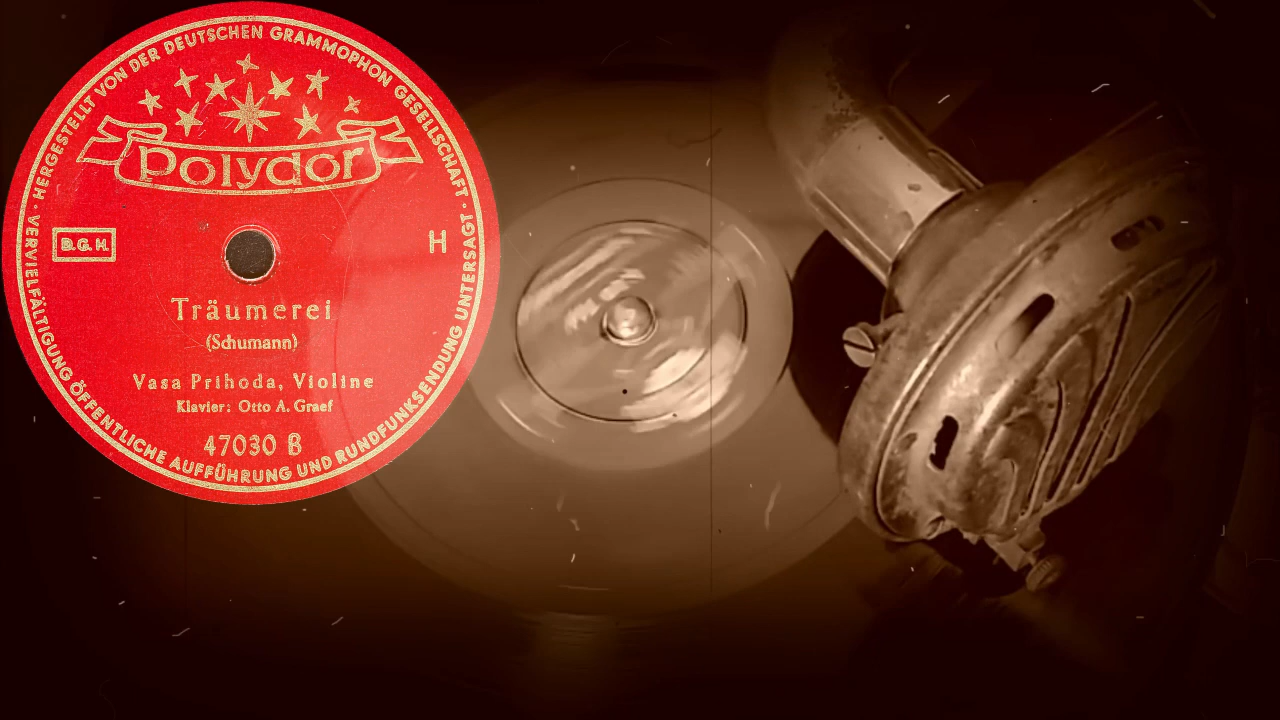 HERGESTELLT VON DER DEUTSCHEN GRAMMOPHON GESELLSCHAFT · VERVIELFÄLTIGUNG ÖFFENTLICHE AUFFÜHRUNG UND RUNDFUNKSENDUNG UNTERSAGT ·
Polydor
D.G.H.
H
Träumerei
(Schumann)
Vasa Prihoda, Violine
Klavier: Otto A. Graef
47030 B